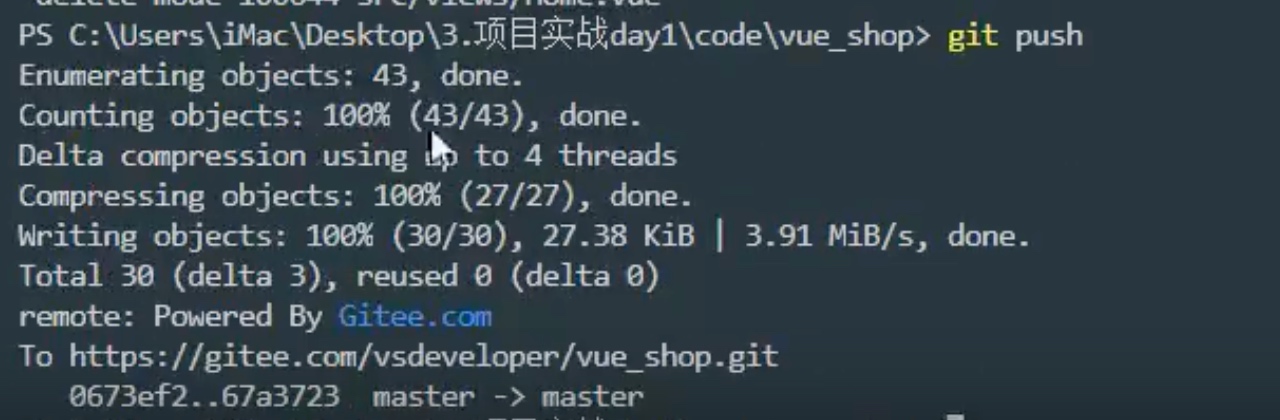 delete mode 100644 src/views/Home.vue
PS C:\Users\iMac\Desktop\3.项目实战day1\code\vue_shop> git push
Enumerating objects: 43, done.
Counting objects: 100% (43/43), done.
Delta compression using up to 4 threads
Compressing objects: 100% (27/27), done.
Writing objects: 100% (30/30), 27.38 KiB | 3.91 MiB/s, done.
Total 30 (delta 3), reused 0 (delta 0)
remote: Powered By Gitee.com
To https://gitee.com/vsdeveloper/vue_shop.git
0673ef2..67a3723 master -> master